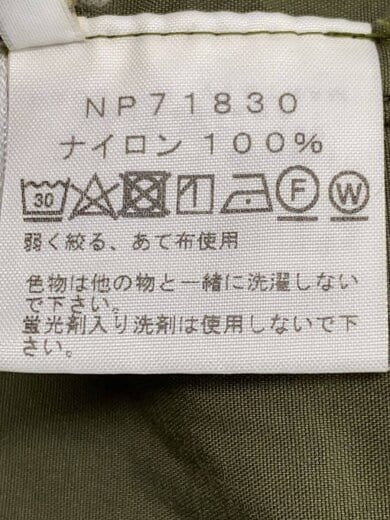 NP71830
ナイロン100%
30 F W
弱く絞る、あて布使用
色物は他の物と一緒に洗濯しない
で下さい。
蛍光剤入り洗剤は使用しないで下
さい。